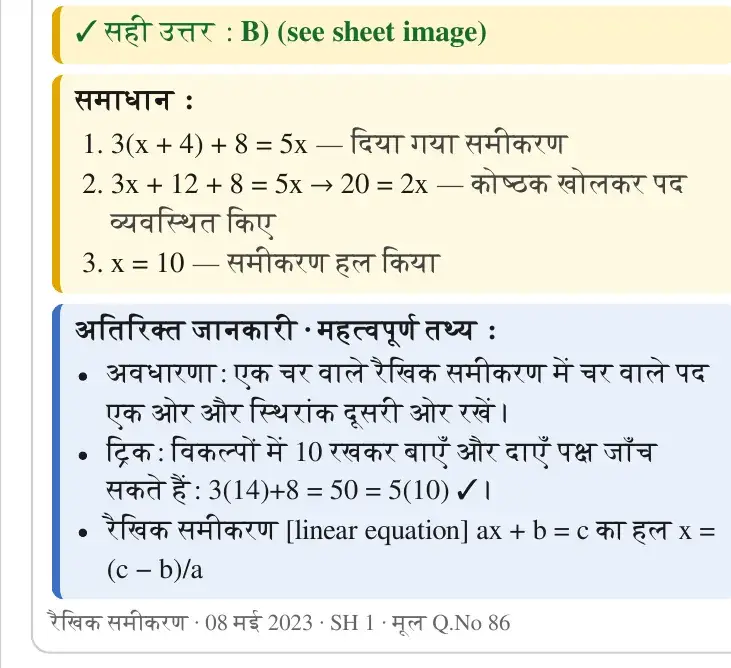 ✓ सही उत्तर : B) (see sheet image)
समाधान :
1. 3(x + 4) + 8 = 5x — दिया गया समीकरण
2. 3x + 12 + 8 = 5x → 20 = 2x — कोष्ठक खोलकर पद
व्यवस्थित किए
3. x = 10 — समीकरण हल किया
अतिरिक्त जानकारी · महत्वपूर्ण तथ्य :
• अवधारणा : एक चर वाले रैखिक समीकरण में चर वाले पद
एक ओर और स्थिरांक दूसरी ओर रखें।
• ट्रिक : विकल्पों में 10 रखकर बाएँ और दाएँ पक्ष जाँच
सकते हैं : 3(14)+8 = 50 = 5(10) ✓।
• रैखिक समीकरण [linear equation] ax + b = c का हल x =
(c − b)/a
रैखिक समीकरण · 08 मई 2023 · SH 1 · मूल Q.No 86